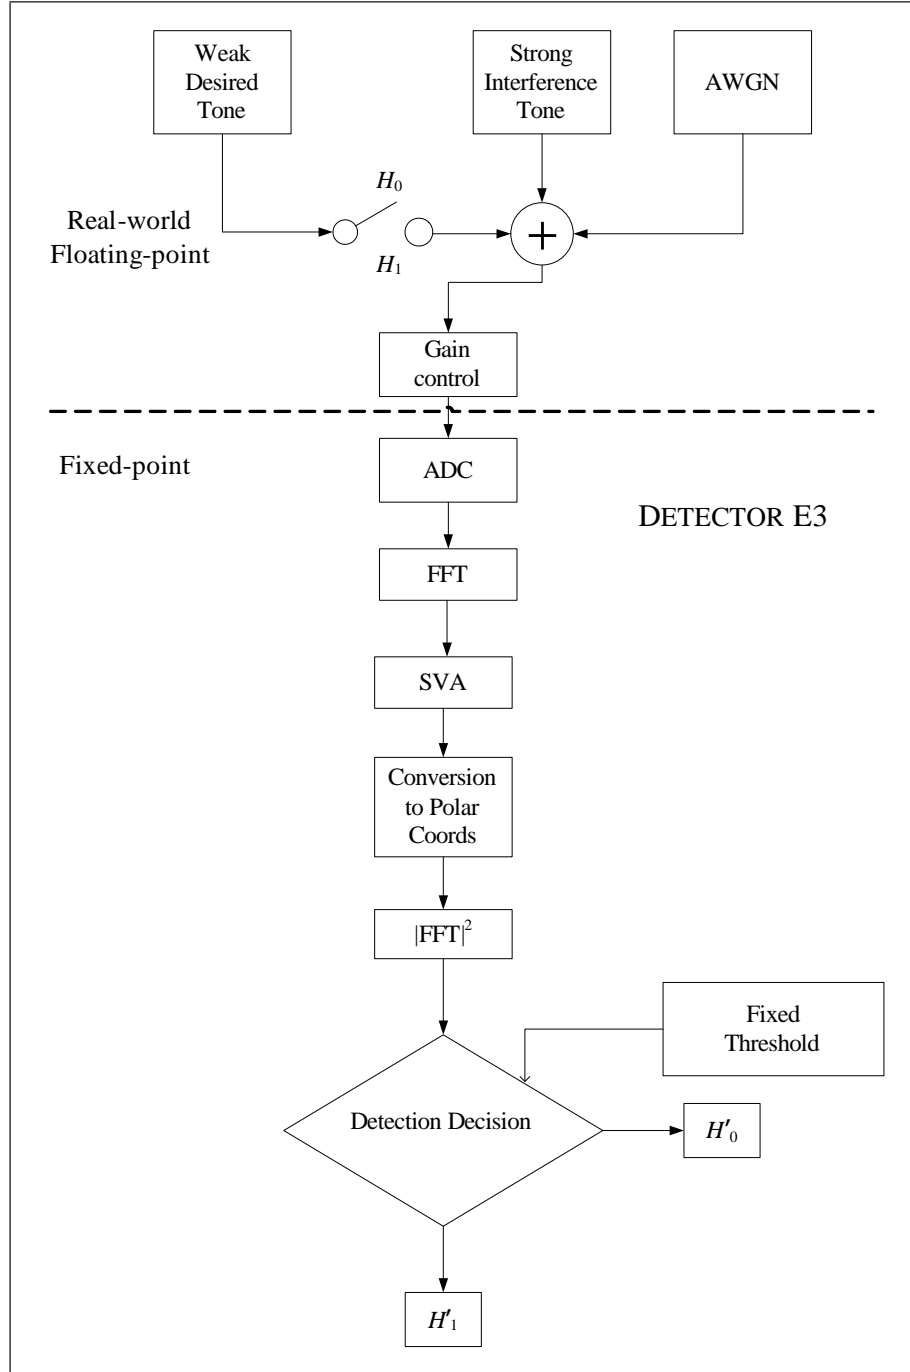 Weak
Desired
Tone
Strong
Interference
Tone
AWGN
H₀
Real-world
Floating-point
+
H₁
Gain
control
Fixed-point
ADC
DETECTOR E3
FFT
SVA
Conversion
to Polar
Coords
|FFT|²
Fixed
Threshold
Detection Decision
H′₀
H′₁